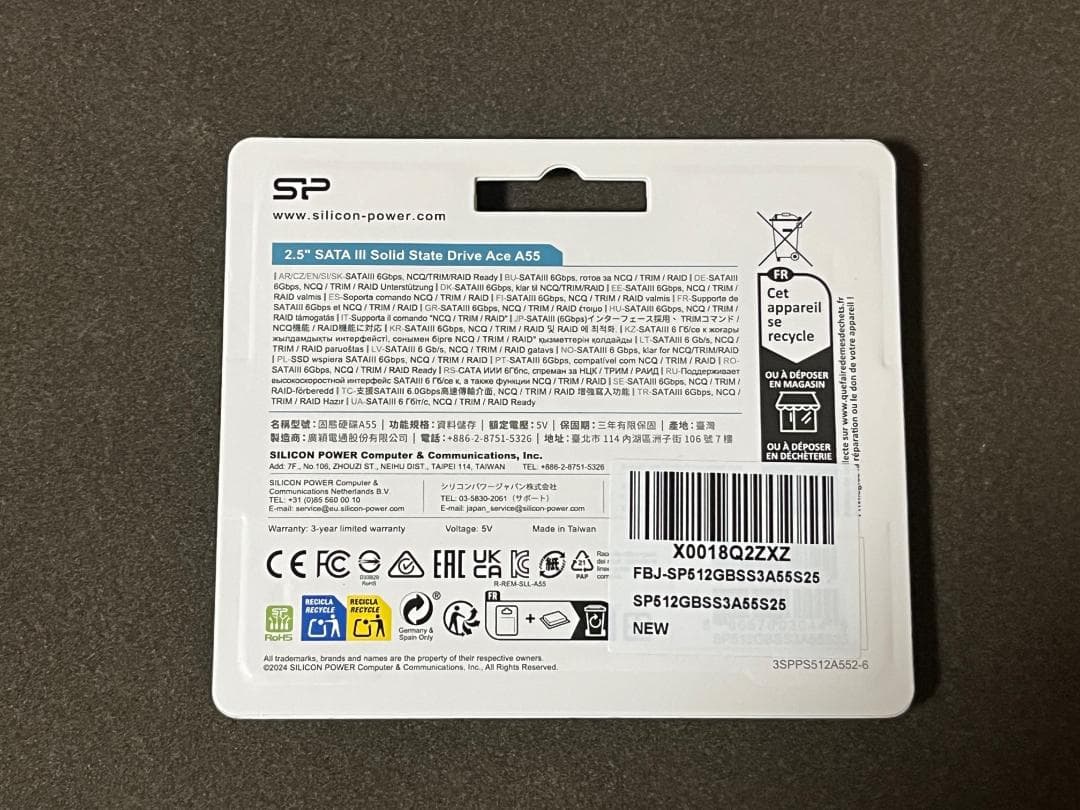 SP
www.silicon-power.com
2.5" SATA III Solid State Drive Ace A55
| AR/CZ/EN/SI/SK-SATAIII 6Gbps, NCQ/TRIM/RAID Ready | BU-SATAIII 6Gbps, готов за NCQ / TRIM / RAID | DE-SATAIII
6Gbps, NCQ / TRIM / RAID Unterstützung | DK-SATAIII 6Gbps, klar til NCQ/TRIM/RAID | EE-SATAIII 6Gbps, NCQ / TRIM /
RAID valmis | ES-Soporta comando NCQ / TRIM / RAID | FI-SATAIII 6Gbps, NCQ / TRIM / RAID valmis | FR-Supporte de
SATAIII 6Gbps et NCQ / TRIM / RAID | GR-SATAIII 6Gbps, NCQ / TRIM / RAID έτοιμο | HU-SATAIII 6Gbps, NCQ / TRIM /
RAID támogatás | IT-Supporta il comando "NCQ / TRIM / RAID" | JP-SATAIII (6Gbps)インターフェース採用、TRIMコマンド /
NCQ機能 / RAID機能に対応 | KR-SATAIII 6Gbps, NCQ / TRIM 및 RAID 에 최적화. | KZ-SATAIII 6 Гб/с жоғары
жылдамдықты интерфейсті, сонымен бірге NCQ / TRIM / RAID" қызметтерін қолдайды | LT-SATAIII 6 Gb/s, NCQ /
TRIM / RAID paruoštas | LV-SATAIII 6 Gb/s, NCQ / TRIM / RAID gatavs | NO-SATAIII 6 Gbps, klar for NCQ/TRIM/RAID
| PL-SSD wspiera SATAIII 6Gbps, NCQ / TRIM / RAID | PT-SATAIII 6Gbps, compatível com NCQ / TRIM / RAID | RO-
SATAIII 6Gbps, NCQ / TRIM / RAID Ready | RS-САТА ИИИ 6Гбпс, спреман за НЦК / ТРИМ / РАИД | RU-Поддерживает
высокоскоростной интерфейс SATAIII 6 Гб/сек, а также функции NCQ / TRIM / RAID | SE-SATAIII 6Gbps, NCQ / TRIM /
RAID-förberedd | TC-支援SATAIII 6.0Gbps高速傳輸介面, NCQ / TRIM / RAID 增強寫入功能 | TR-SATAIII 6Gbps, NCQ /
TRIM / RAID Hazır | UA-SATAIII 6 Гбіт/с, NCQ / TRIM / RAID Ready
名稱型號：固態硬碟A55 | 功能規格：資料儲存 | 額定電壓：5V | 保固期：三年有限保固 | 產地：臺灣
製造商：廣穎電通股份有限公司 | 電話：+886-2-8751-5326 | 地址：臺北市 114 內湖區洲子街 106 號 7 樓
SILICON POWER Computer & Communications, Inc.
Add: 7F., No.106, ZHOUZI ST., NEIHU DIST., TAIPEI 114, TAIWAN TEL: +886-2-8751-5326
SILICON POWER Computer &
Communications Netherlands B.V.
TEL: +31 (0)85 560 00 10
E-mail: service@eu.silicon-power.com
シリコンパワージャパン株式会社
TEL: 03-5830-2061（サポート）
E-mail: japan_service@silicon-power.com
Warranty: 3-year limited warranty Voltage: 5V Made in Taiwan
CE FC EAC UK CA
D33B28
RoHS
R-REM-SLL-A55
紙
21
PAP
SP
RoHS
RECICLA
RECYCLE
RECICLA
RECYCLE
Germany &
Spain Only
®
FR
+
All trademarks, brands and names are the property of their respective owners.
©2024 SILICON POWER Computer & Communications, Inc., All Rights Reserved.
FR
Cet
appareil
se
recycle
OU À DÉPOSER
EN MAGASIN
OU À DÉPOSER
EN DÉCHÈTERIE
www.quefairedemesdechets.fr
réparation ou le don de votre appareil !
X0018Q2ZXZ
FBJ-SP512GBSS3A55S25
SP512GBSS3A55S25
NEW
3SPPS512A552-6